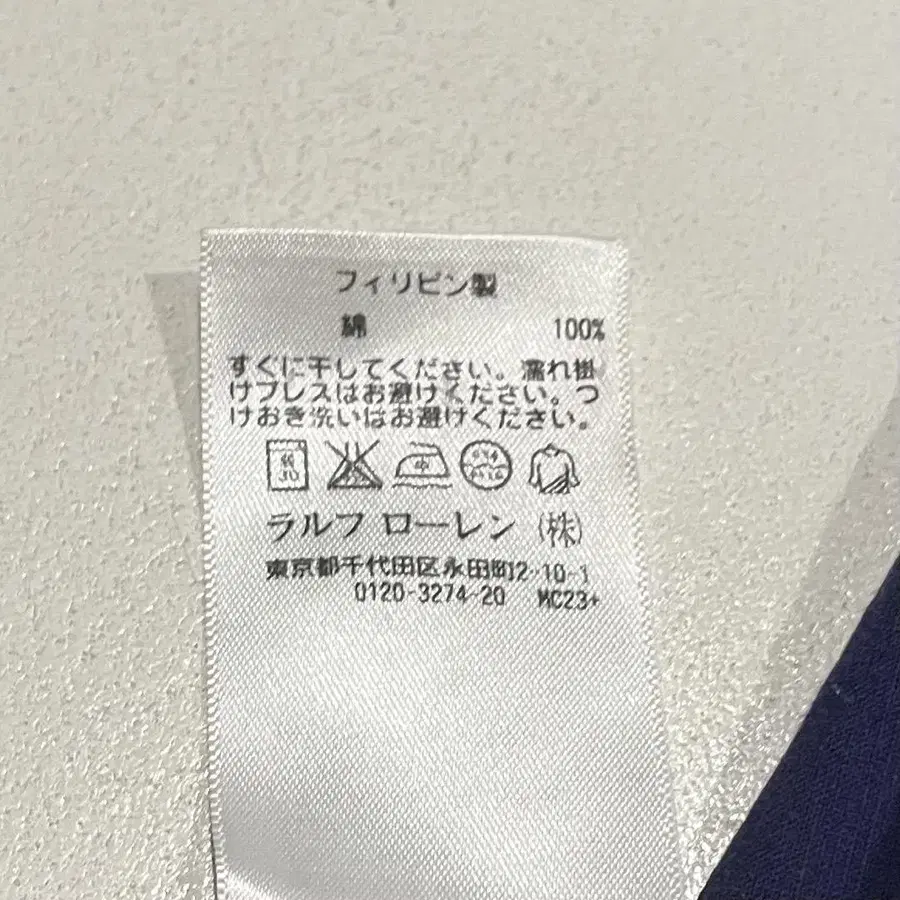 フィリピン製
綿 100%
すぐに干してください。濡れ掛
けプレスはお避けください。つ
けおき洗いはお避けください。
中
ラルフ ローレン (株)
東京都千代田区永田町2-10-1
0120-3274-20 MC23+